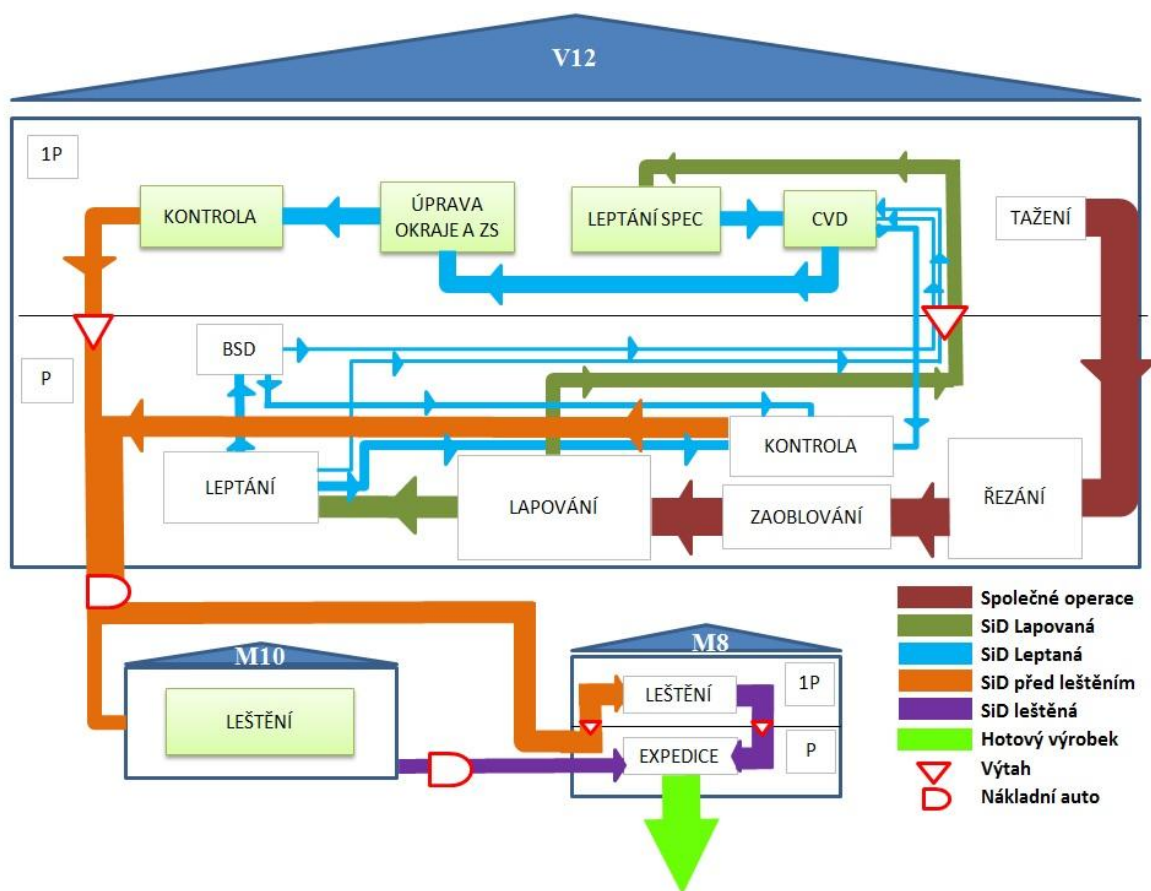 V12
1P
KONTROLA
ÚPRAVA
OKRAJE A ZS
LEPTÁNÍ SPEC
CVD
TAŽENÍ
P
BSD
KONTROLA
LEPTÁNÍ
LAPOVÁNÍ
ZAOBLOVÁNÍ
ŘEZÁNÍ
M10
LEŠTĚNÍ
M8
LEŠTĚNÍ
1P
EXPEDICE
P
Společné operace
SiD Lapovaná
SiD Leptaná
SiD před leštěním
SiD leštěná
Hotový výrobek
Výtah
Nákladní auto